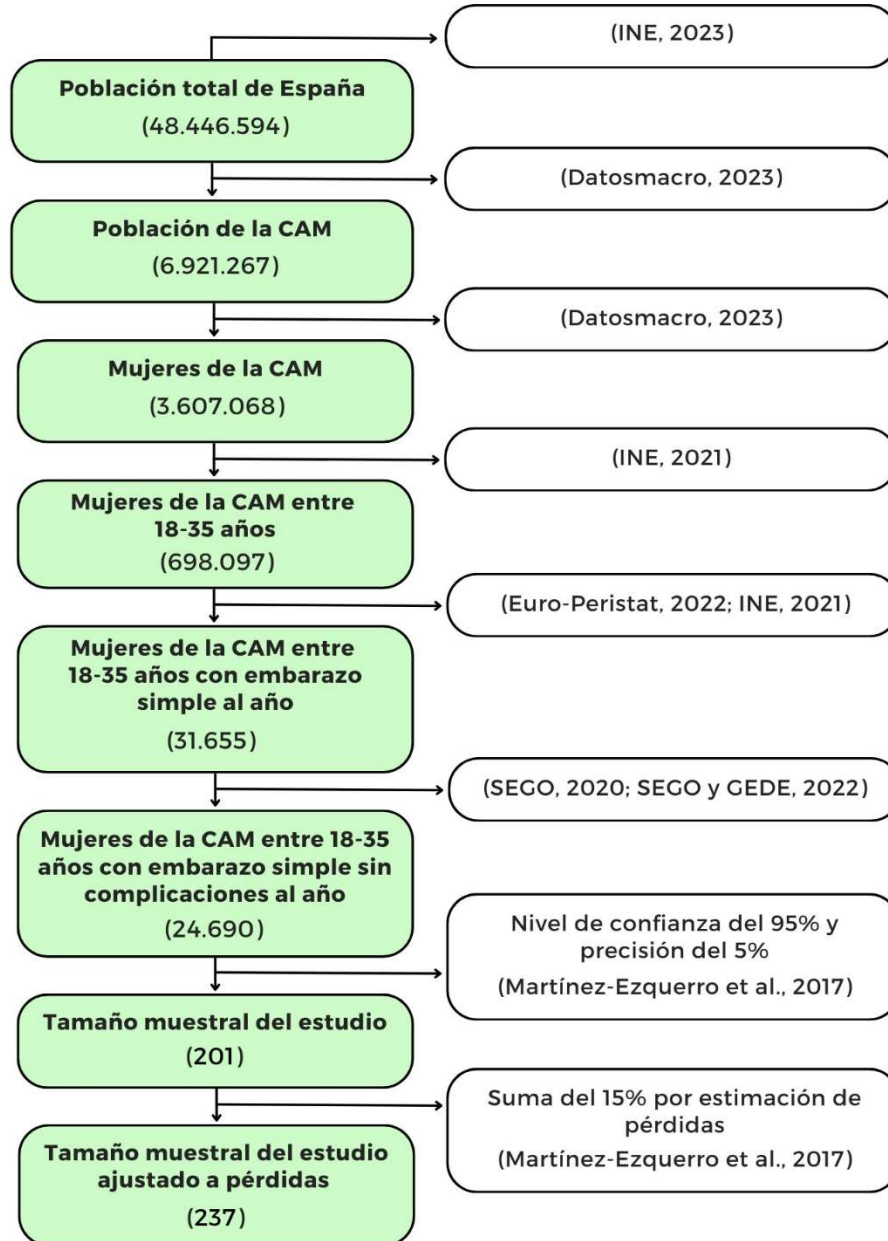 (INE, 2023)
Población total de España
(48.446.594)
(Datosmacro, 2023)
Población de la CAM
(6.921.267)
(Datosmacro, 2023)
Mujeres de la CAM
(3.607.068)
(INE, 2021)
Mujeres de la CAM entre
18-35 años
(698.097)
(Euro-Peristat, 2022; INE, 2021)
Mujeres de la CAM entre
18-35 años con embarazo
simple al año
(31.655)
(SEGO, 2020; SEGO y GEDE, 2022)
Mujeres de la CAM entre 18-35
años con embarazo simple sin
complicaciones al año
(24.690)
Nivel de confianza del 95% y
precisión del 5%
(Martínez-Ezquerro et al., 2017)
Tamaño muestral del estudio
(201)
Suma del 15% por estimación de
pérdidas
(Martínez-Ezquerro et al., 2017)
Tamaño muestral del estudio
ajustado a pérdidas
(237)